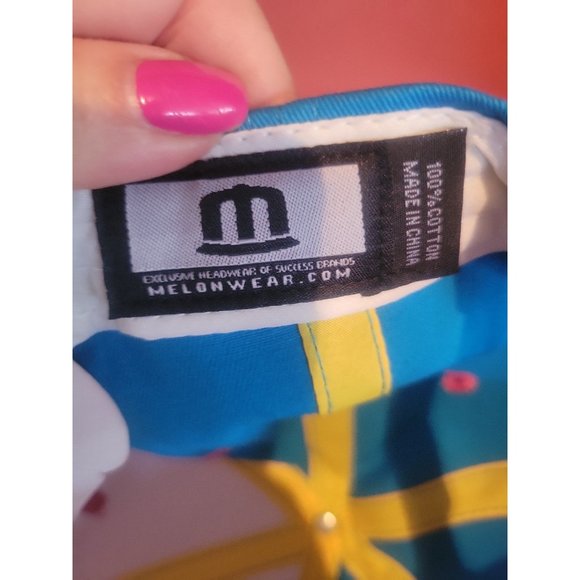 m
EXCLUSIVE HEADWEAR OF SUCCESS BRANDS
MELONWEAR.COM
100% COTTON
MADE IN CHINA